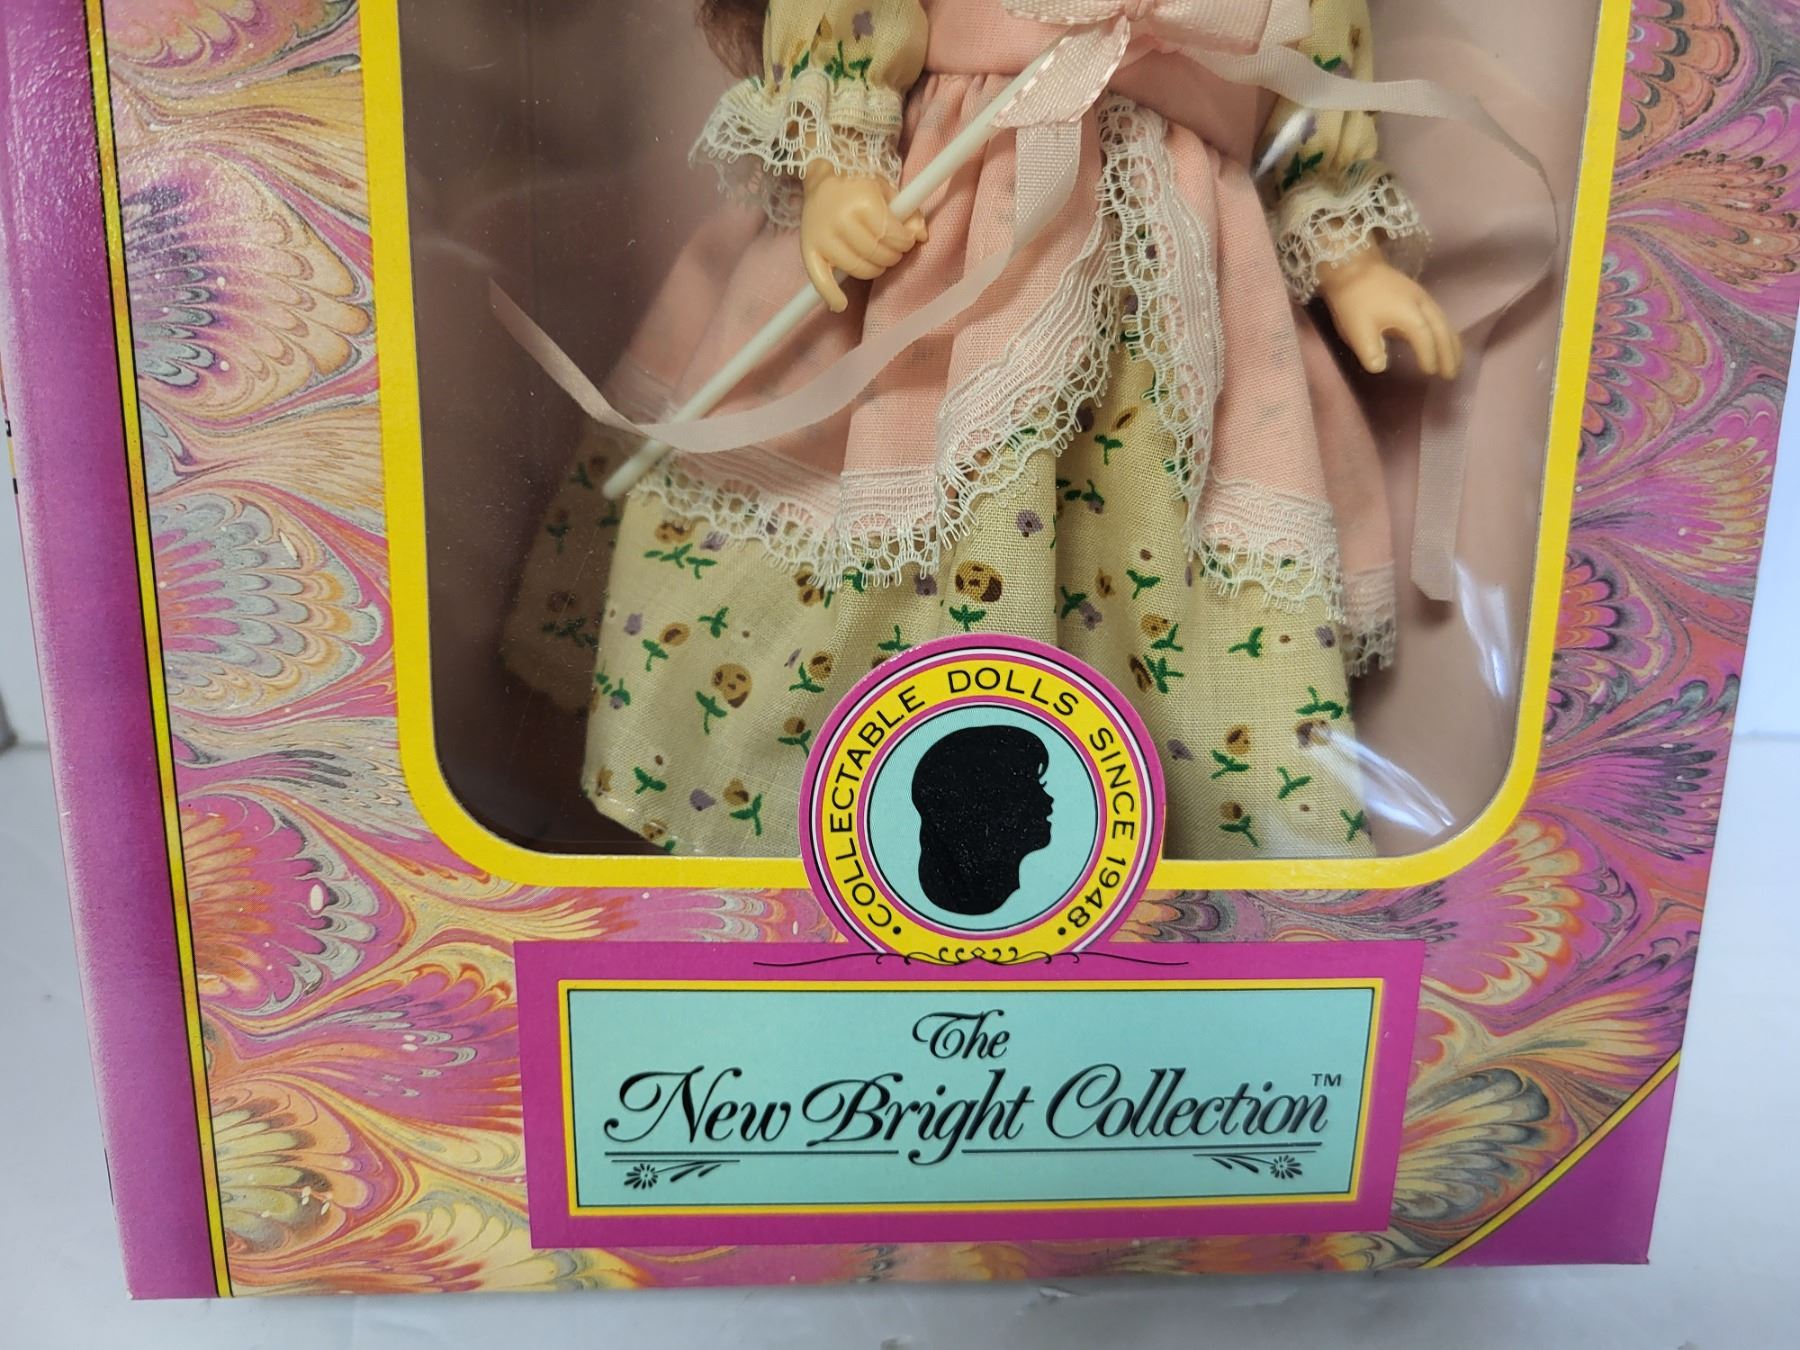 • COLLECTABLE DOLLS SINCE 1948 •
The
New Bright Collection™